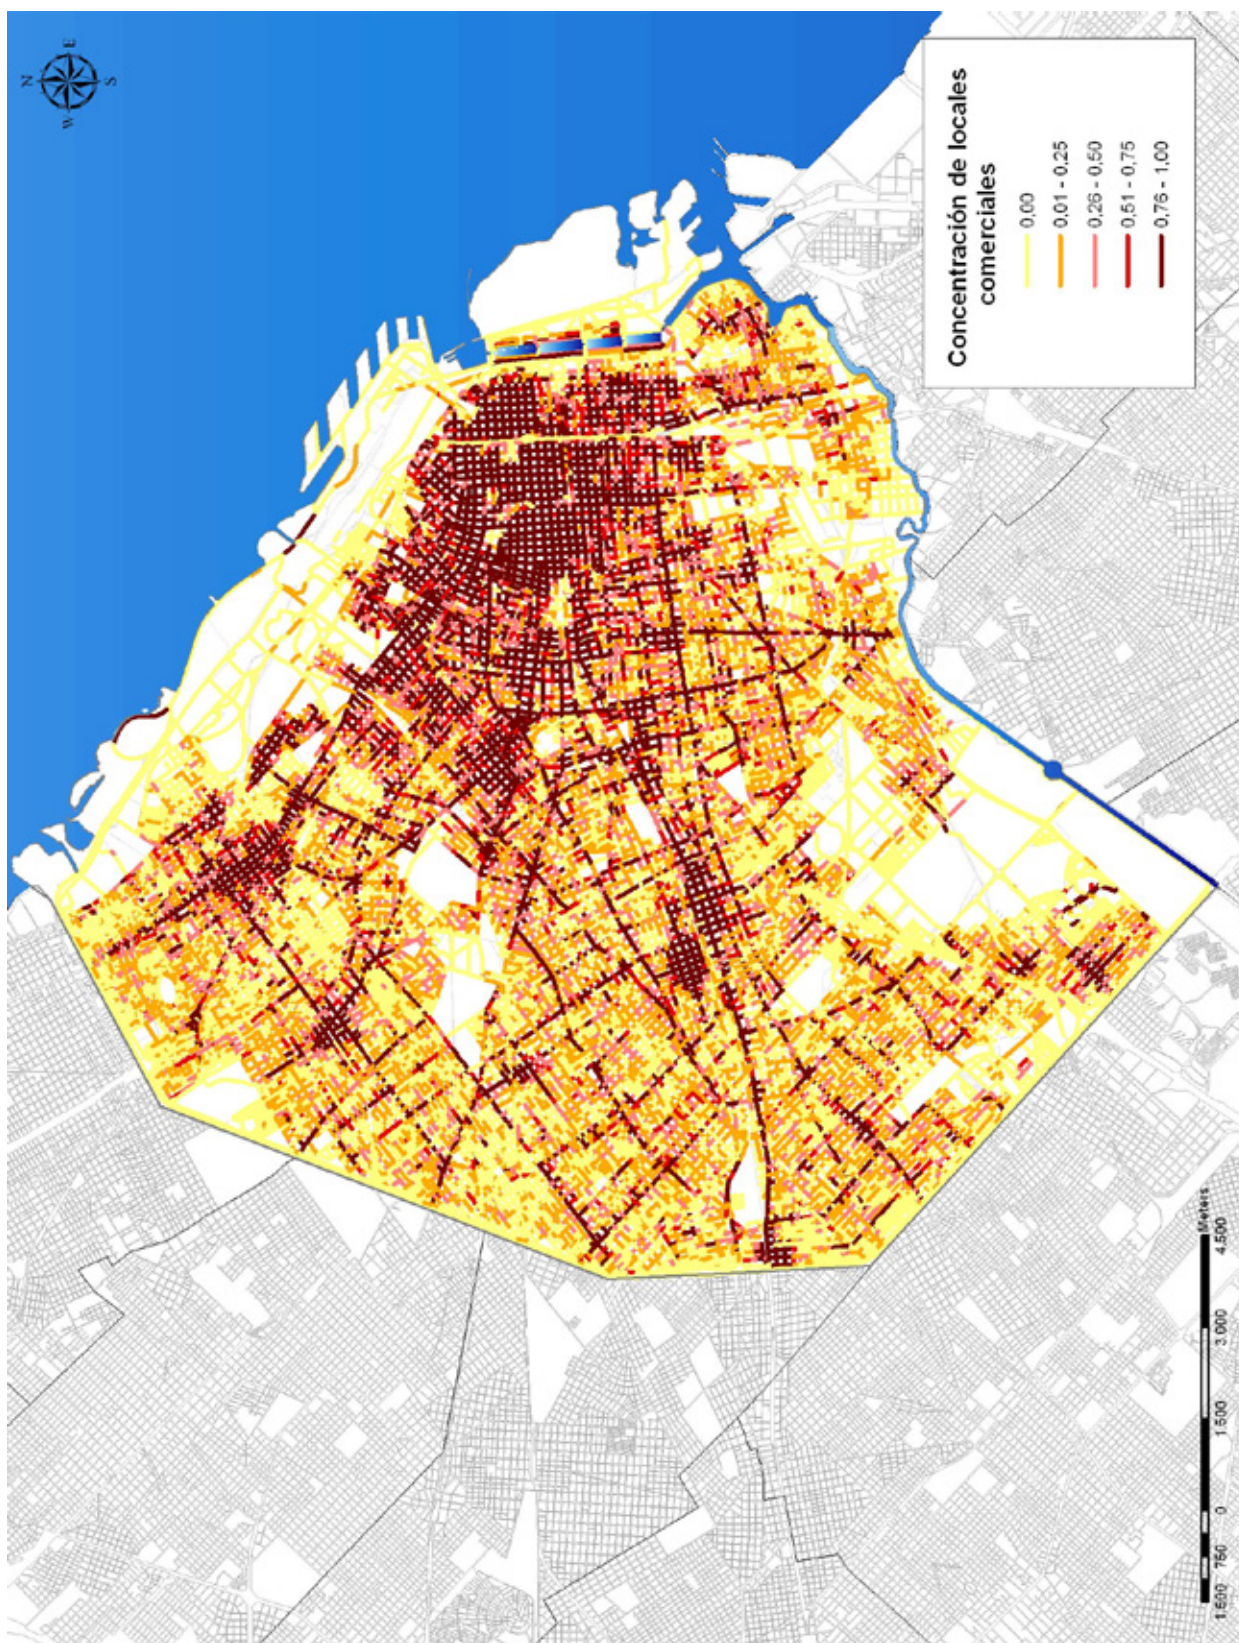 N
E
W
S
Concentración de locales
comerciales
0,00
0,01 - 0,25
0,26 - 0,50
0,51 - 0,75
0,76 - 1,00
Meters
1.500 750 0 1.500 3.000 4.500